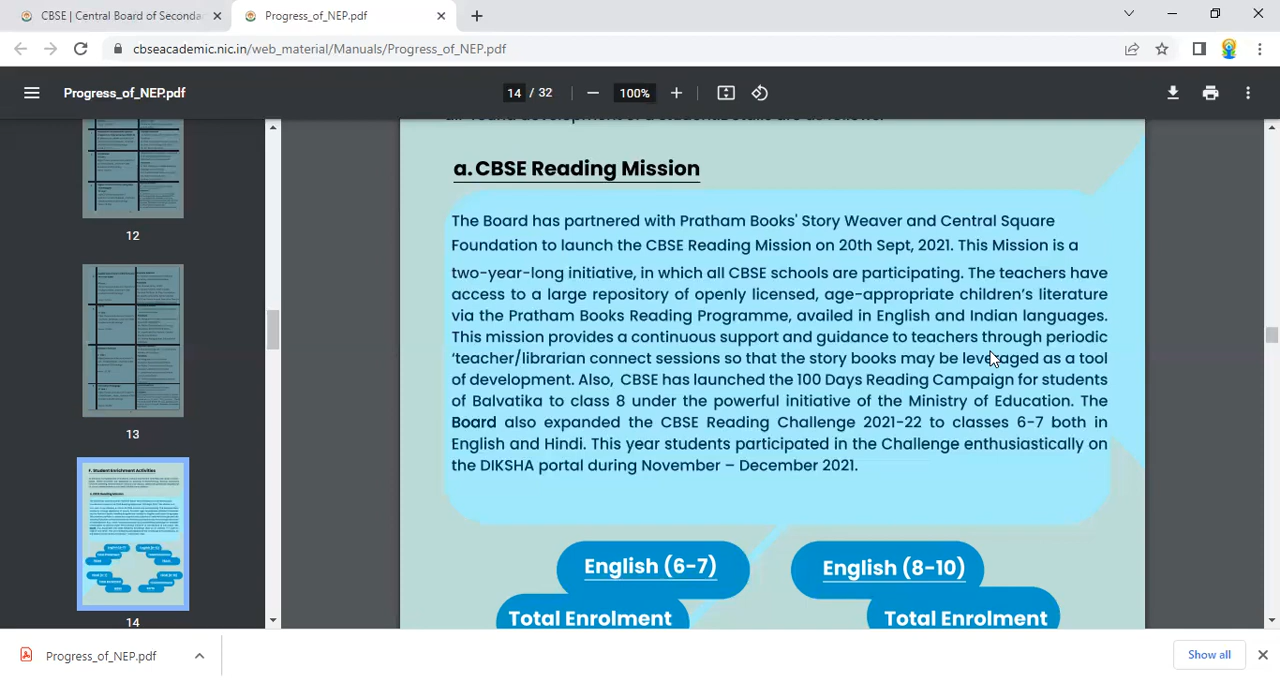 CBSE | Central Board of Seconda
Progress_of_NEP.pdf
cbseacademic.nic.in/web_material/Manuals/Progress_of_NEP.pdf
Progress_of_NEP.pdf
14 / 32
100%
12
13
14
a. CBSE Reading Mission
The Board has partnered with Pratham Books' Story Weaver and Central Square
Foundation to launch the CBSE Reading Mission on 20th Sept, 2021. This Mission is a
two-year-long initiative, in which all CBSE schools are participating. The teachers have
access to a large repository of openly licensed, age-appropriate children's literature
via the Pratham Books Reading Programme, availed in English and Indian languages.
This mission provides a continuous support and guidance to teachers through periodic
'teacher/librarian connect sessions so that the story books may be leveraged as a tool
of development. Also, CBSE has launched the 100 Days Reading Campaign for students
of Balvatika to class 8 under the powerful initiative of the Ministry of Education. The
Board also expanded the CBSE Reading Challenge 2021-22 to classes 6-7 both in
English and Hindi. This year students participated in the Challenge enthusiastically on
the DIKSHA portal during November – December 2021.
English (6-7)
English (8-10)
Total Enrolment
Total Enrolment
Progress_of_NEP.pdf
Show all